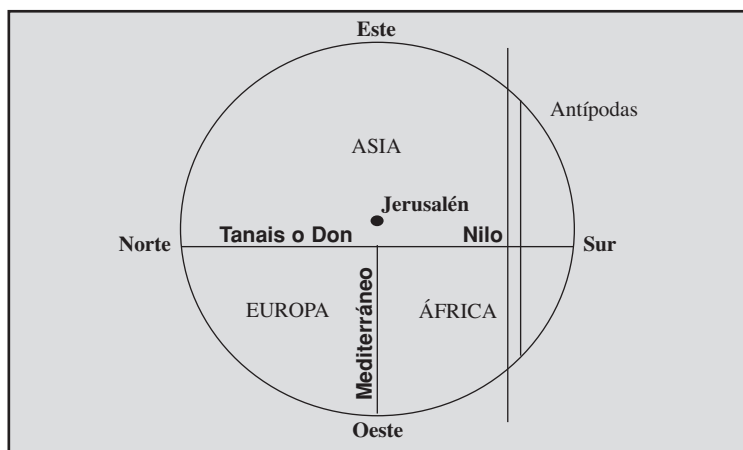 Este
Antípodas
ASIA
Jerusalén
Norte
Tanais o Don
Nilo
Sur
EUROPA
Mediterráneo
ÁFRICA
Oeste